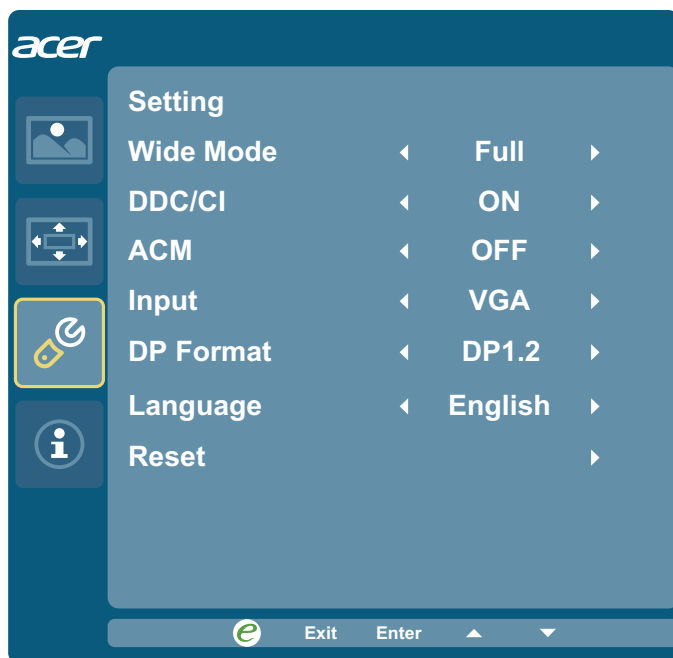 acer
Setting
Wide Mode Full
DDC/CI ON
ACM OFF
Input VGA
DP Format DP1.2
Language English
Reset
e Exit Enter